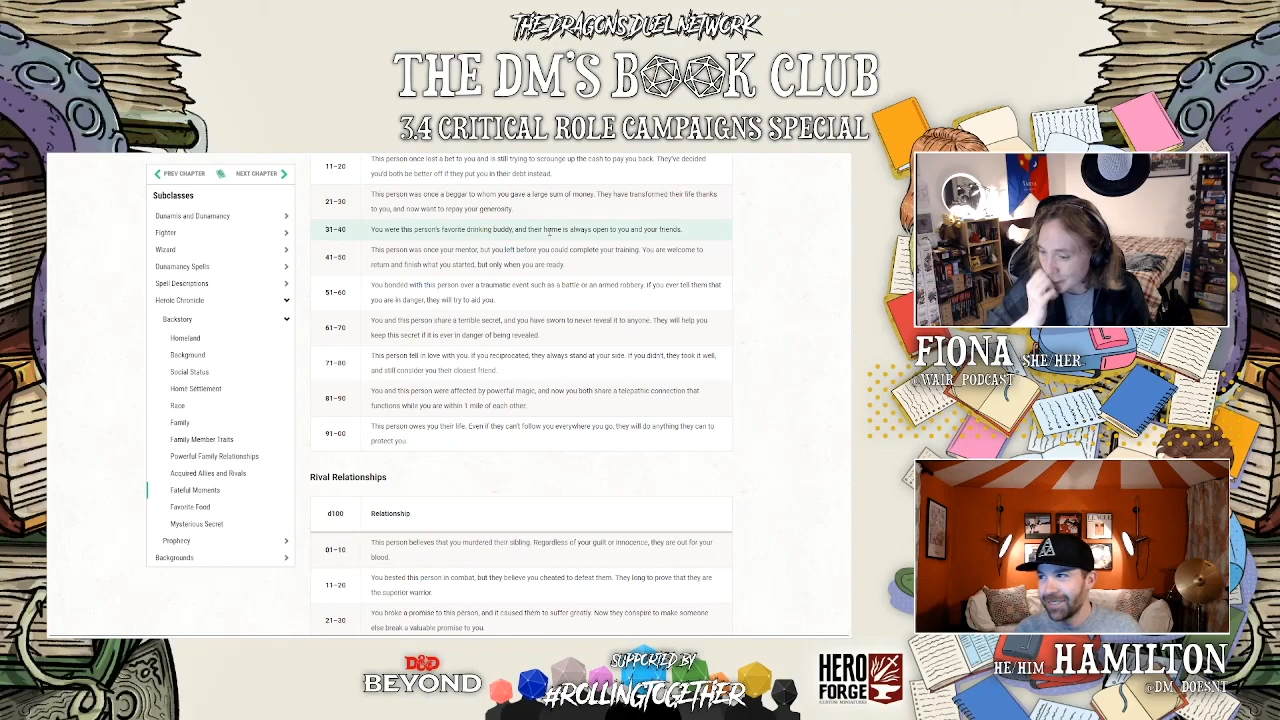 THE DRAGONS DUEL NETWORK
THE DM'S BOOK CLUB
3.4 CRITICAL ROLE CAMPAIGNS SPECIAL
PREV CHAPTER
NEXT CHAPTER
Subclasses
Dunamis and Dunamancy
Fighter
Wizard
Dunamancy Spells
Spell Descriptions
Heroic Chronicle
Backstory
Homeland
Background
Social Status
Home Settlement
Race
Family
Family Member Traits
Powerful Family Relationships
Acquired Allies and Rivals
Fateful Moments
Favorite Food
Mysterious Secret
Prophecy
Backgrounds
11–20 This person once lost a bet to you and is still trying to scrounge up the cash to pay you back. They've decided
you'd both be better off if they put you in their debt instead.
21–30 This person was once a beggar to whom you gave a large sum of money. They have transformed their life thanks
to you, and now want to repay your generosity.
31–40 You were this person's favorite drinking buddy, and their home is always open to you and your friends.
41–50 This person was once your mentor, but you left before you could complete your training. You are welcome to
return and finish what you started, but only when you are ready.
51–60 You bonded with this person over a traumatic event such as a battle or an armed robbery. If you ever tell them that
you are in danger, they will try to aid you.
61–70 You and this person share a terrible secret, and you have sworn to never reveal it to anyone. They will help you
keep this secret if it is ever in danger of being revealed.
71–80 This person fell in love with you. If you reciprocated, they always stand at your side. If you didn't, they took it well,
and still consider you their closest friend.
81–90 You and this person were affected by powerful magic, and now you both share a telepathic connection that
functions while you are within 1 mile of each other.
91–00 This person owes you their life. Even if they can't follow you everywhere you go, they will do anything they can to
protect you.
Rival Relationships
d100 Relationship
01–10 This person believes that you murdered their sibling. Regardless of your guilt or innocence, they are out for your
blood.
11–20 You bested this person in combat, but they believe you cheated to defeat them. They long to prove that they are
the superior warrior.
21–30 You broke a promise to this person, and it caused them to suffer greatly. Now they conspire to make someone
else break a valuable promise to you.
FIONA SHE/HER
@WAIR_PODCAST
HE/HIM HAMILTON
@DM_DOESNT
D&D
BEYOND
SUPPORTED BY
#ROLLINGTOGETHER
HERO
FORGE
CUSTOM MINIATURES